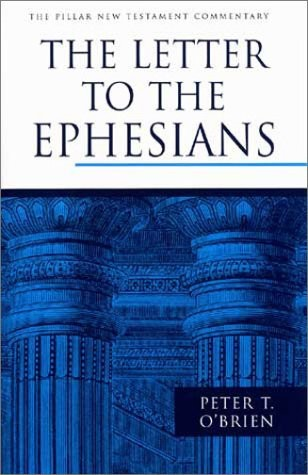 THE PILLAR NEW TESTAMENT COMMENTARY
THE LETTER
TO THE
EPHESIANS
PETER T.
O'BRIEN